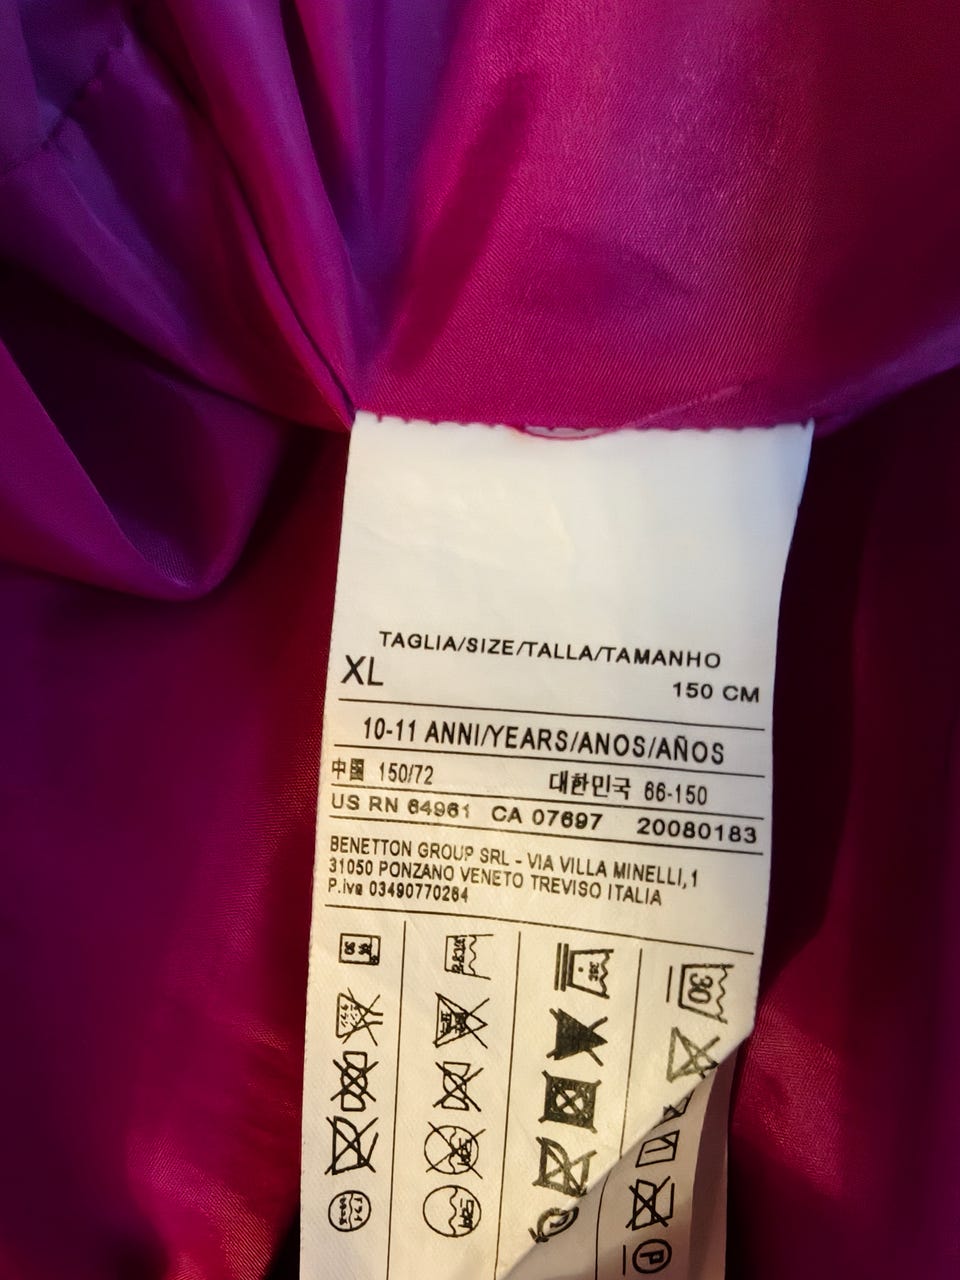 TAGLIA/SIZE/TALLA/TAMANHO
XL 150 CM
10-11 ANNI/YEARS/ANOS/AÑOS
中国 150/72 대한민국 66-150
US RN 64961 CA 07697 20080183
BENETTON GROUP SRL - VIA VILLA MINELLI,1
31050 PONZANO VENETO TREVISO ITALIA
P.iva 03490770264
30
P